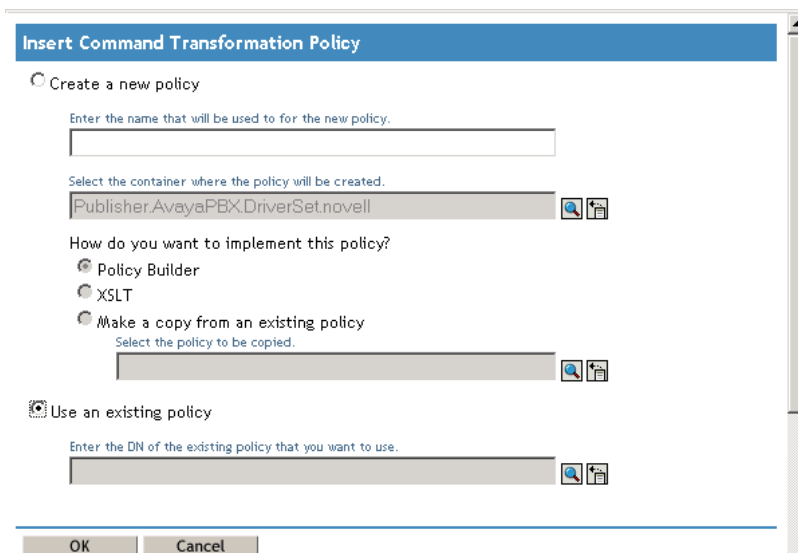 Insert Command Transformation Policy
Create a new policy
Enter the name that will be used to for the new policy.
Select the container where the policy will be created.
Publisher.AvayaPBX.DriverSet.novell
How do you want to implement this policy?
Policy Builder
XSLT
Make a copy from an existing policy
Select the policy to be copied.
Use an existing policy
Enter the DN of the existing policy that you want to use.
OK Cancel